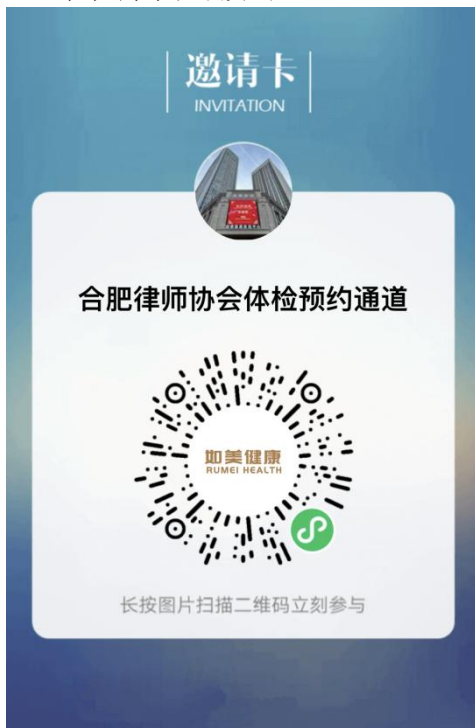 邀请卡
INVITATION
合肥律师协会体检预约通道
如美健康
RUMEI HEALTH
长按图片扫描二维码立刻参与